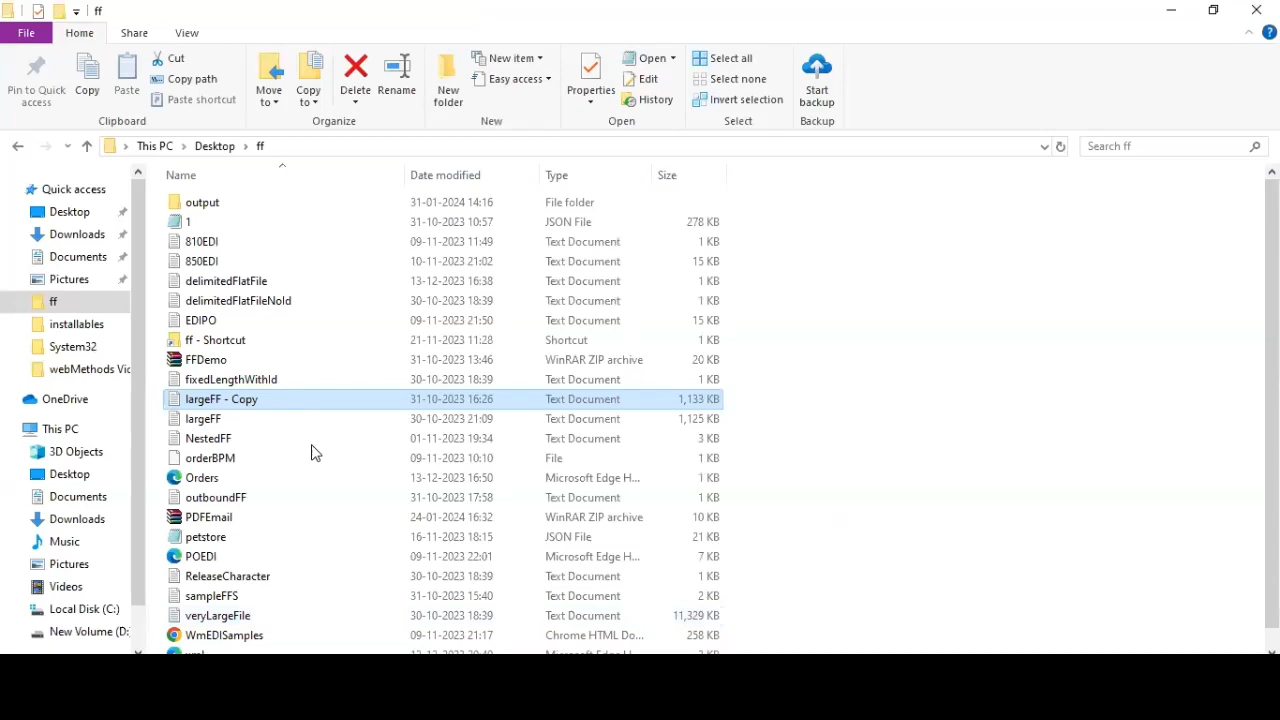 ff
File Home Share View
Pin to Quick access
Copy
Paste
Cut
Copy path
Paste shortcut
Clipboard
Move to
Copy to
Delete
Rename
Organize
New folder
New item
Easy access
New
Properties
Open
Edit
History
Open
Select all
Select none
Invert selection
Select
Start backup
Backup
This PC > Desktop > ff
Search ff
Quick access
Desktop
Downloads
Documents
Pictures
ff
installables
System32
webMethods Vic
OneDrive
This PC
3D Objects
Desktop
Documents
Downloads
Music
Pictures
Videos
Local Disk (C:)
New Volume (D:
Name Date modified Type Size
output 31-01-2024 14:16 File folder
1 31-10-2023 10:57 JSON File 278 KB
810EDI 09-11-2023 11:49 Text Document 1 KB
850EDI 10-11-2023 21:02 Text Document 15 KB
delimitedFlatFile 13-12-2023 16:38 Text Document 1 KB
delimitedFlatFileNoId 30-10-2023 18:39 Text Document 1 KB
EDIPO 09-11-2023 21:50 Text Document 15 KB
ff - Shortcut 21-11-2023 11:28 Shortcut 1 KB
FFDemo 31-10-2023 13:46 WinRAR ZIP archive 20 KB
fixedLengthWithId 30-10-2023 18:39 Text Document 1 KB
largeFF - Copy 31-10-2023 16:26 Text Document 1,133 KB
largeFF 30-10-2023 21:09 Text Document 1,125 KB
NestedFF 01-11-2023 19:34 Text Document 3 KB
orderBPM 09-11-2023 10:10 File 1 KB
Orders 13-12-2023 16:50 Microsoft Edge H... 1 KB
outboundFF 31-10-2023 17:58 Text Document 1 KB
PDFEmail 24-01-2024 16:32 WinRAR ZIP archive 10 KB
petstore 16-11-2023 18:15 JSON File 21 KB
POEDI 09-11-2023 22:01 Microsoft Edge H... 7 KB
ReleaseCharacter 30-10-2023 18:39 Text Document 1 KB
sampleFFS 31-10-2023 15:40 Text Document 2 KB
veryLargeFile 30-10-2023 18:39 Text Document 11,329 KB
WmEDISamples 09-11-2023 21:17 Chrome HTML Do... 258 KB